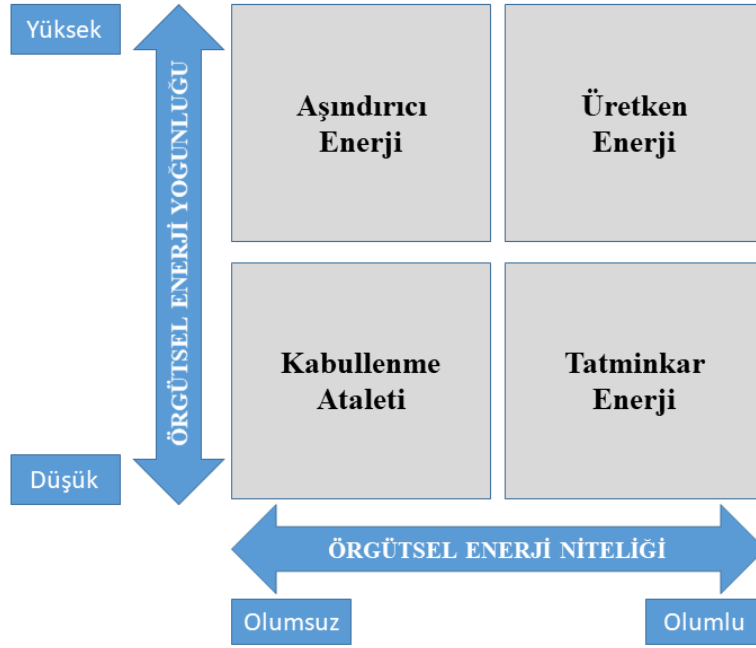 Yüksek
ÖRGÜTSEL ENERJİ YOĞUNLUĞU
Aşındırıcı
Enerji
Üretken
Enerji
Kabullenme
Ataleti
Tatminkar
Enerji
Düşük
ÖRGÜTSEL ENERJİ NİTELİĞİ
Olumsuz
Olumlu